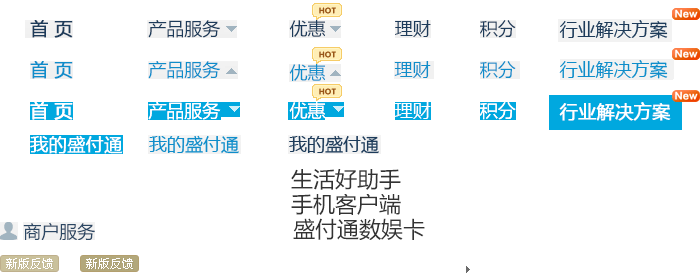 首 页 产品服务 优惠 HOT 理财 积分 行业解决方案 New
首 页 产品服务 优惠 HOT 理财 积分 行业解决方案
首 页 产品服务 优惠 HOT 理财 积分 行业解决方案 New
我的盛付通 我的盛付通 我的盛付通
生活好助手
手机客户端
盛付通数娱卡
商户服务
新版反馈 新版反馈